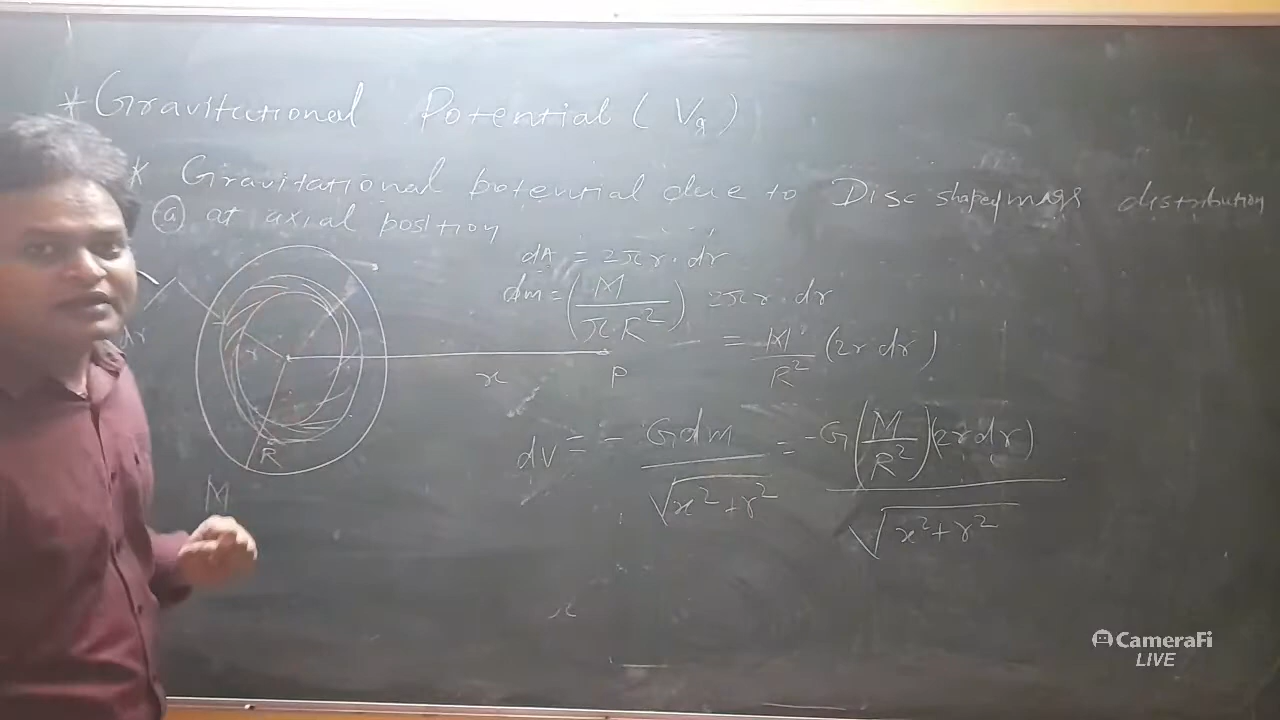 * Gravitational Potential (Vg)
* Gravitational potential due to Disc shaped mass distribution
(a) at axial position
dA = 2πr·dr
dm = (M / π·R²) 2πr·dr
= M / R² (2r dr)
r
x
P
R
M
dV = - G dm / √(x²+r²) = -G (M / R²)(2r dr) / √(x²+r²)
x
CameraFi
LIVE